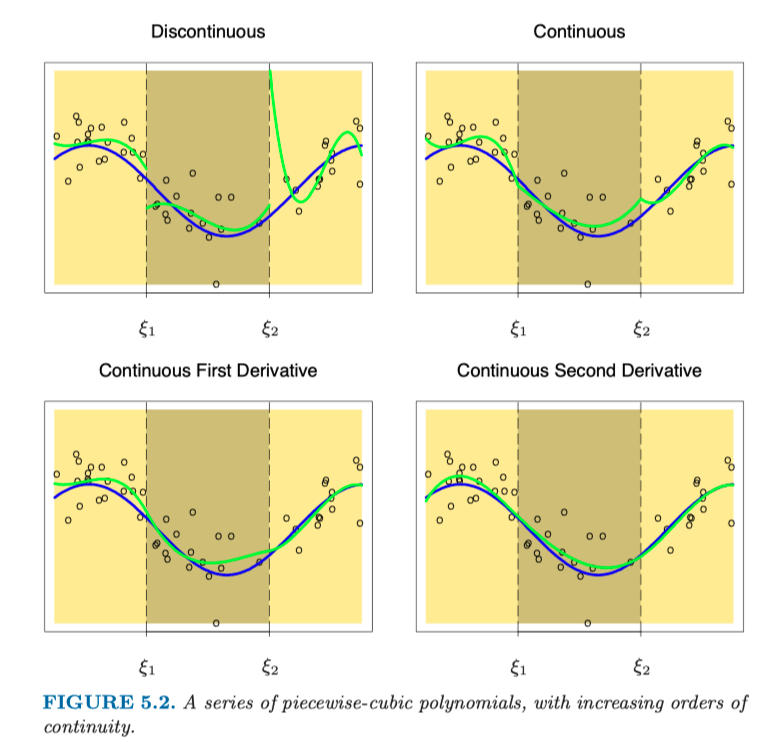 Discontinuous
Continuous
ξ1
ξ2
ξ1
ξ2
Continuous First Derivative
Continuous Second Derivative
ξ1
ξ2
ξ1
ξ2
FIGURE 5.2. A series of piecewise-cubic polynomials, with increasing orders of
continuity.